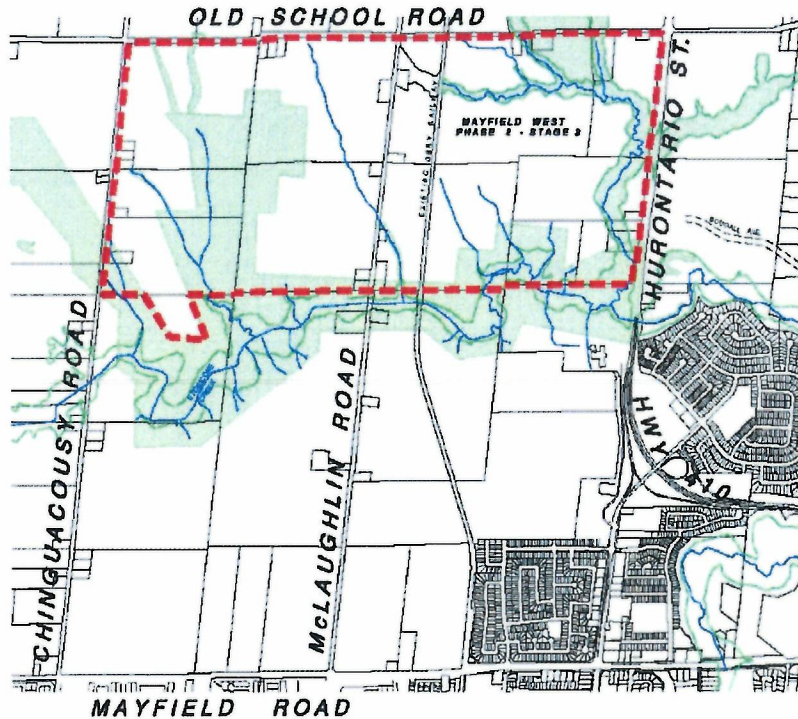 OLD SCHOOL ROAD
HURONTARIO ST.
MAYFIELD WEST
PHASE 2 - STAGE 3
CHINGUACOUSY ROAD
McLAUGHLIN ROAD
HWY 410
MAYFIELD ROAD